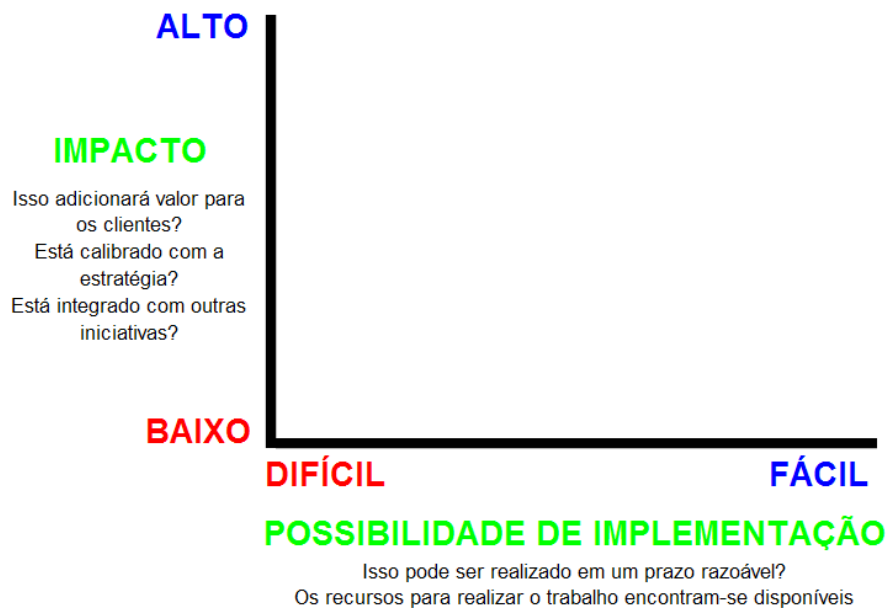 ALTO
IMPACTO
Isso adicionará valor para
os clientes?
Está calibrado com a
estratégia?
Está integrado com outras
iniciativas?
BAIXO
DIFÍCIL
FÁCIL
POSSIBILIDADE DE IMPLEMENTAÇÃO
Isso pode ser realizado em um prazo razoável?
Os recursos para realizar o trabalho encontram-se disponíveis